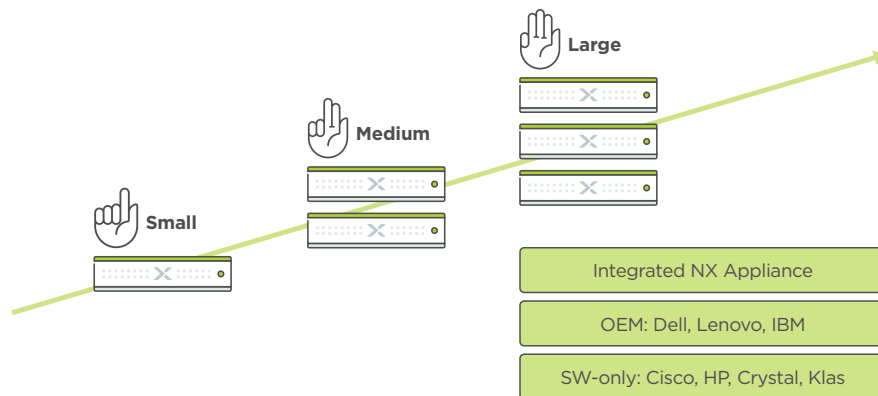 Large
Medium
Small
Integrated NX Appliance
OEM: Dell, Lenovo, IBM
SW-only: Cisco, HP, Crystal, Klas